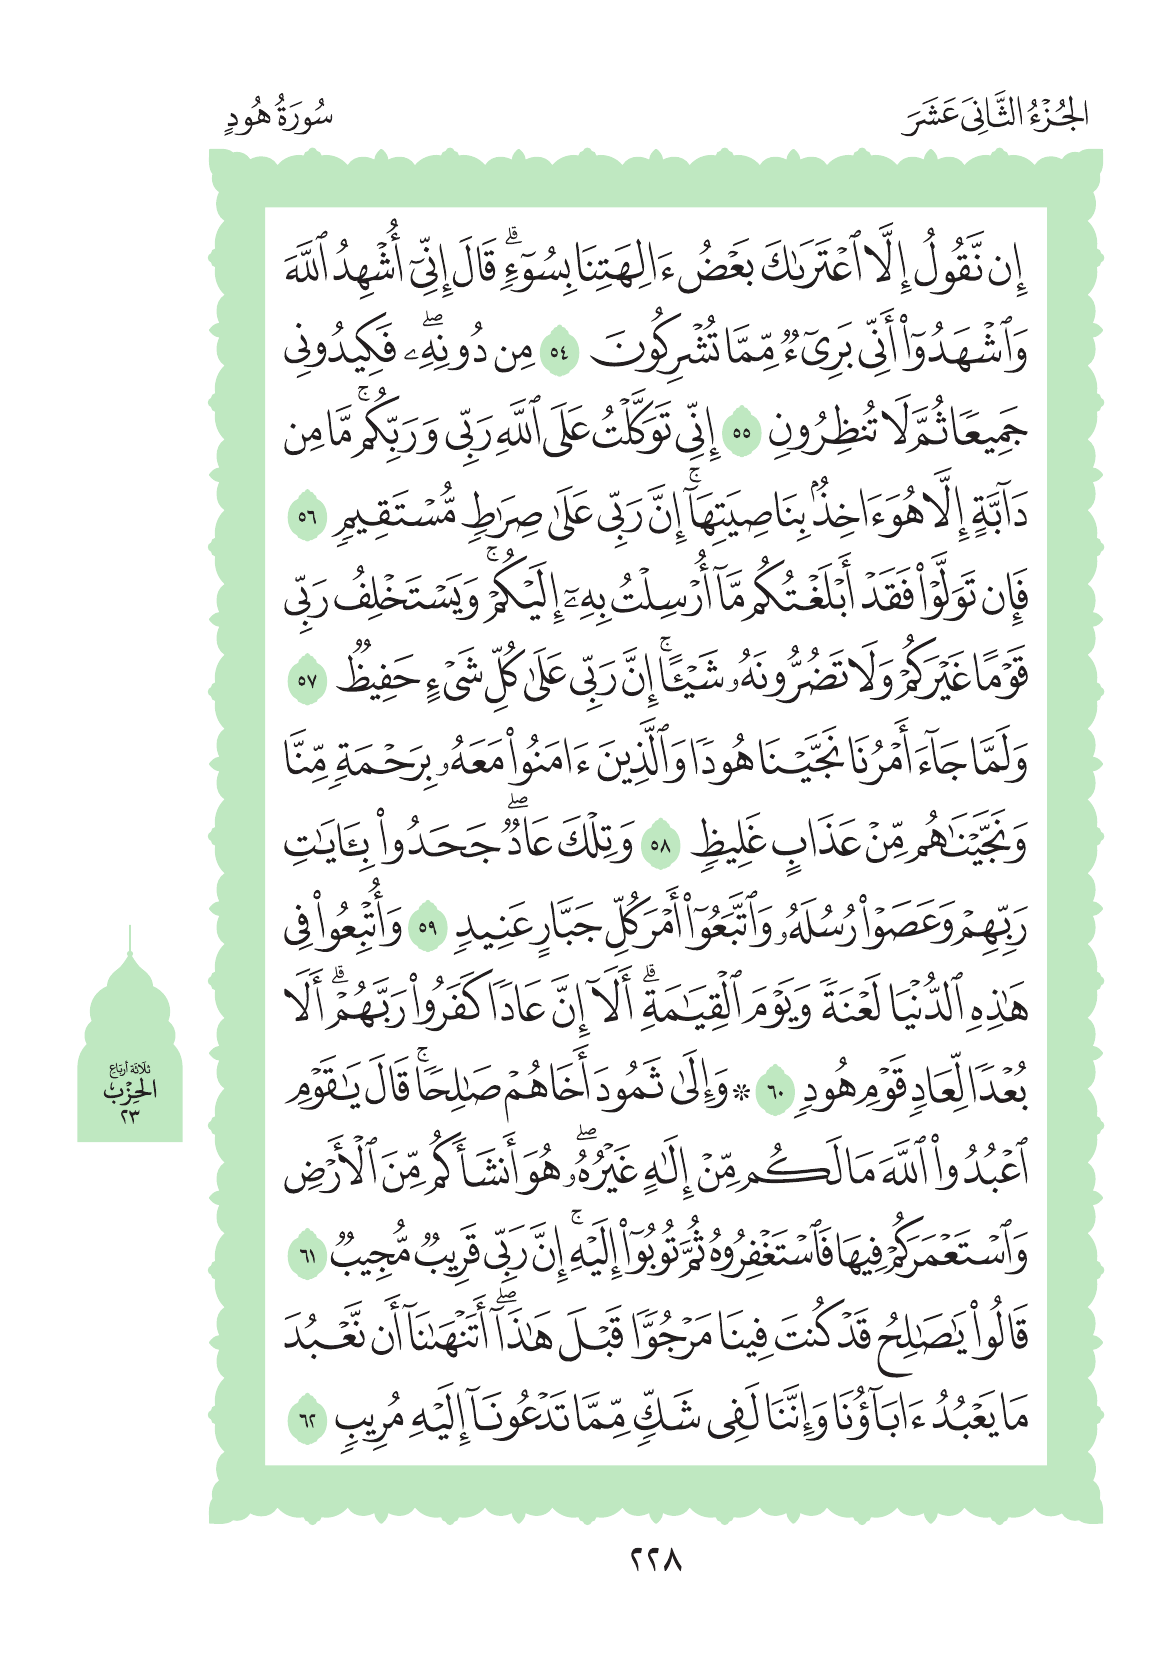 الجُزْءُ الثَّانِيَ عَشَرَ
سُورَةُ هُودٍ
إِن نَّقُولُ إِلَّا ٱعْتَرَىٰكَ بَعْضُ ءَالِهَتِنَا بِسُوٓءٍۗ قَالَ إِنِّىٓ أُشْهِدُ ٱللَّهَ
وَٱشْهَدُوٓا۟ أَنِّى بَرِىٓءٌ مِّمَّا تُشْرِكُونَ ٥٤ مِن دُونِهِۦۖ فَكِيدُونِى
جَمِيعًا ثُمَّ لَا تُنظِرُونِ ٥٥ إِنِّى تَوَكَّلْتُ عَلَى ٱللَّهِ رَبِّى وَرَبِّكُمۚ مَّا مِن
دَآبَّةٍ إِلَّا هُوَ ءَاخِذٌۢ بِنَاصِيَتِهَآۚ إِنَّ رَبِّى عَلَىٰ صِرَٰطٍ مُّسْتَقِيمٍ ٥٦
فَإِن تَوَلَّوْا۟ فَقَدْ أَبْلَغْتُكُم مَّآ أُرْسِلْتُ بِهِۦٓ إِلَيْكُمْۚ وَيَسْتَخْلِفُ رَبِّى
قَوْمًا غَيْرَكُمْ وَلَا تَضُرُّونَهُۥ شَيْـًٔاۚ إِنَّ رَبِّى عَلَىٰ كُلِّ شَىْءٍ حَفِيظٌ ٥٧
وَلَمَّا جَآءَ أَمْرُنَا نَجَّيْنَا هُودًا وَٱلَّذِينَ ءَامَنُوا۟ مَعَهُۥ بِرَحْمَةٍ مِّنَّا
وَنَجَّيْنَٰهُم مِّنْ عَذَابٍ غَلِيظٍ ٥٨ وَتِلْكَ عَادٌۖ جَحَدُوا۟ بِـَٔايَٰتِ
رَبِّهِمْ وَعَصَوْا۟ رُسُلَهُۥ وَٱتَّبَعُوٓا۟ أَمْرَ كُلِّ جَبَّارٍ عَنِيدٍ ٥٩ وَأُتْبِعُوا۟ فِى
هَٰذِهِ ٱلدُّنْيَا لَعْنَةً وَيَوْمَ ٱلْقِيَٰمَةِۗ أَلَآ إِنَّ عَادًا كَفَرُوا۟ رَبَّهُمْۗ أَلَا
بُعْدًا لِّعَادٍ قَوْمِ هُودٍ ٦٠ ۞ وَإِلَىٰ ثَمُودَ أَخَاهُمْ صَٰلِحًاۚ قَالَ يَٰقَوْمِ
ٱعْبُدُوا۟ ٱللَّهَ مَا لَكُم مِّنْ إِلَٰهٍ غَيْرُهُۥۖ هُوَ أَنشَأَكُم مِّنَ ٱلْأَرْضِ
وَٱسْتَعْمَرَكُمْ فِيهَا فَٱسْتَغْفِرُوهُ ثُمَّ تُوبُوٓا۟ إِلَيْهِۚ إِنَّ رَبِّى قَرِيبٌ مُّجِيبٌ ٦١
قَالُوا۟ يَٰصَٰلِحُ قَدْ كُنتَ فِينَا مَرْجُوًّا قَبْلَ هَٰذَآۖ أَتَنْهَىٰنَآ أَن نَّعْبُدَ
مَا يَعْبُدُ ءَابَآؤُنَا وَإِنَّنَا لَفِى شَكٍّ مِّمَّا تَدْعُونَآ إِلَيْهِ مُرِيبٍ ٦٢
ثلاثة أرباع
الحِزْبِ
٢٣
٢٢٨